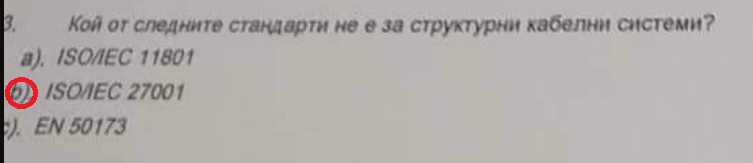 3. Кой от следните стандарти не е за структурни кабелни системи?
a). ISO/IEC 11801
b). ISO/IEC 27001
c). EN 50173